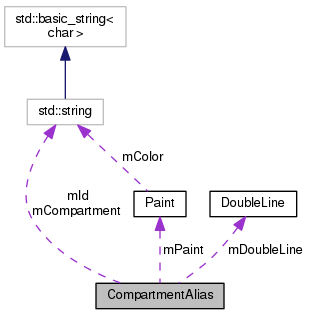 std::basic_string<
char >
std::string
mColor
mId
mCompartment
Paint
DoubleLine
mPaint
mDoubleLine
CompartmentAlias